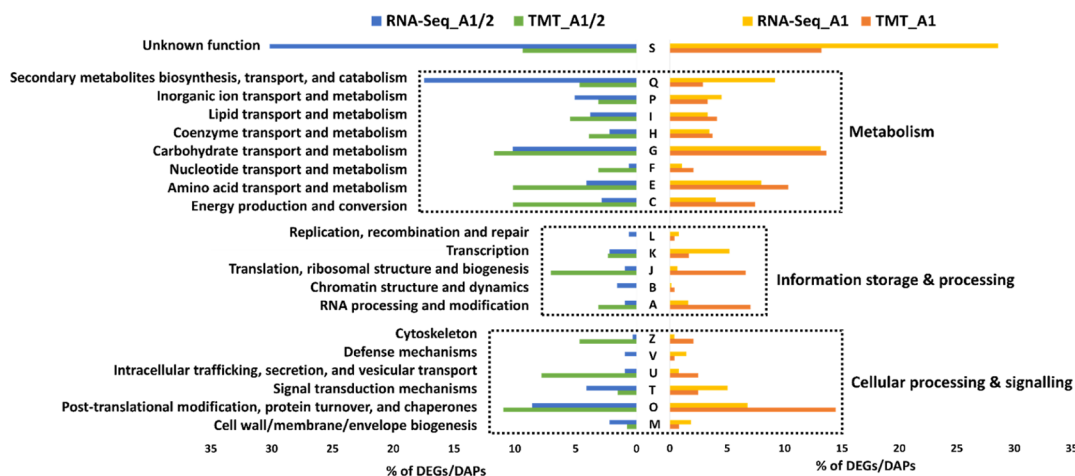 RNA-Seq_A1/2 TMT_A1/2 RNA-Seq_A1 TMT_A1
Unknown function S
Secondary metabolites biosynthesis, transport, and catabolism Q
Inorganic ion transport and metabolism P
Lipid transport and metabolism I
Coenzyme transport and metabolism H Metabolism
Carbohydrate transport and metabolism G
Nucleotide transport and metabolism F
Amino acid transport and metabolism E
Energy production and conversion C
Replication, recombination and repair L
Transcription K
Translation, ribosomal structure and biogenesis J Information storage & processing
Chromatin structure and dynamics B
RNA processing and modification A
Cytoskeleton Z
Defense mechanisms V
Intracellular trafficking, secretion, and vesicular transport U
Signal transduction mechanisms T Cellular processing & signalling
Post-translational modification, protein turnover, and chaperones O
Cell wall/membrane/envelope biogenesis M
35 30 25 20 15 10 5 0 0 5 10 15 20 25 30 35
% of DEGs/DAPs % of DEGs/DAPs